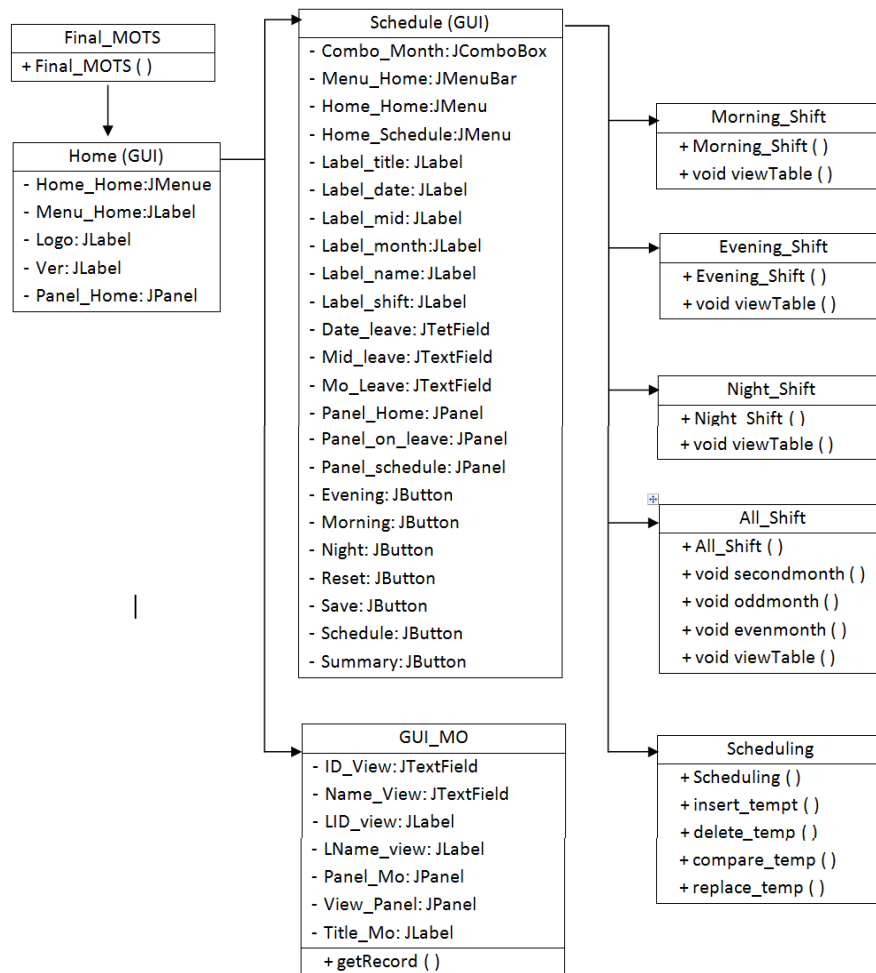 Final_MOTS
+ Final_MOTS ( )
Home (GUI)
- Home_Home:JMenue
- Menu_Home:JLabel
- Logo: JLabel
- Ver: JLabel
- Panel_Home: JPanel
Schedule (GUI)
- Combo_Month: JComboBox
- Menu_Home: JMenuBar
- Home_Home: JMenu
- Home_Schedule:JMenu
- Label_title: JLabel
- Label_date: JLabel
- Label_mid: JLabel
- Label_month:JLabel
- Label_name: JLabel
- Label_shift: JLabel
- Date_leave: JTetField
- Mid_leave: JTextField
- Mo_Leave: JTextField
- Panel_Home: JPanel
- Panel_on_leave: JPanel
- Panel_schedule: JPanel
- Evening: JButton
- Morning: JButton
- Night: JButton
- Reset: JButton
- Save: JButton
- Schedule: JButton
- Summary: JButton
GUI_MO
- ID_View: JTextField
- Name_View: JTextField
- LID_view: JLabel
- LName_view: JLabel
- Panel_Mo: JPanel
- View_Panel: JPanel
- Title_Mo: JLabel
+ getRecord ( )
Morning_Shift
+ Morning_Shift ( )
+ void viewTable ( )
Evening_Shift
+ Evening_Shift ( )
+ void viewTable ( )
Night_Shift
+ Night_Shift ( )
+ void viewTable ( )
All_Shift
+ All_Shift ( )
+ void secondmonth ( )
+ void oddmonth ( )
+ void evenmonth ( )
+ void viewTable ( )
Scheduling
+ Scheduling ( )
+ insert_tempt ( )
+ delete_temp ( )
+ compare_temp ( )
+ replace_temp ( )